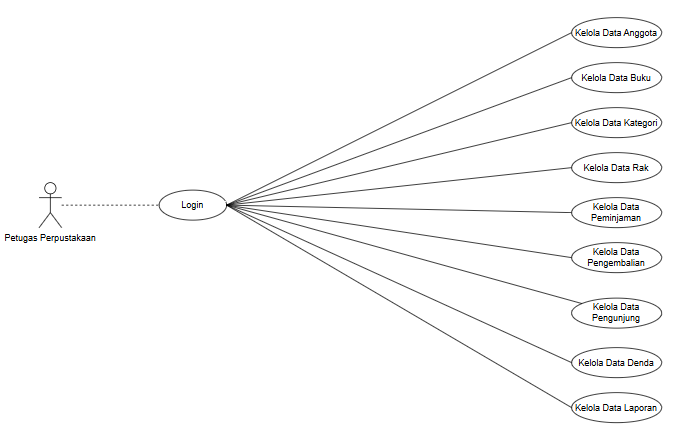 Kelola Data Anggota
Kelola Data Buku
Kelola Data Kategori
Kelola Data Rak
Login
Petugas Perpustakaan
Kelola Data
Peminjaman
Kelola Data
Pengembalian
Kelola Data
Pengunjung
Kelola Data Denda
Kelola Data Laporan